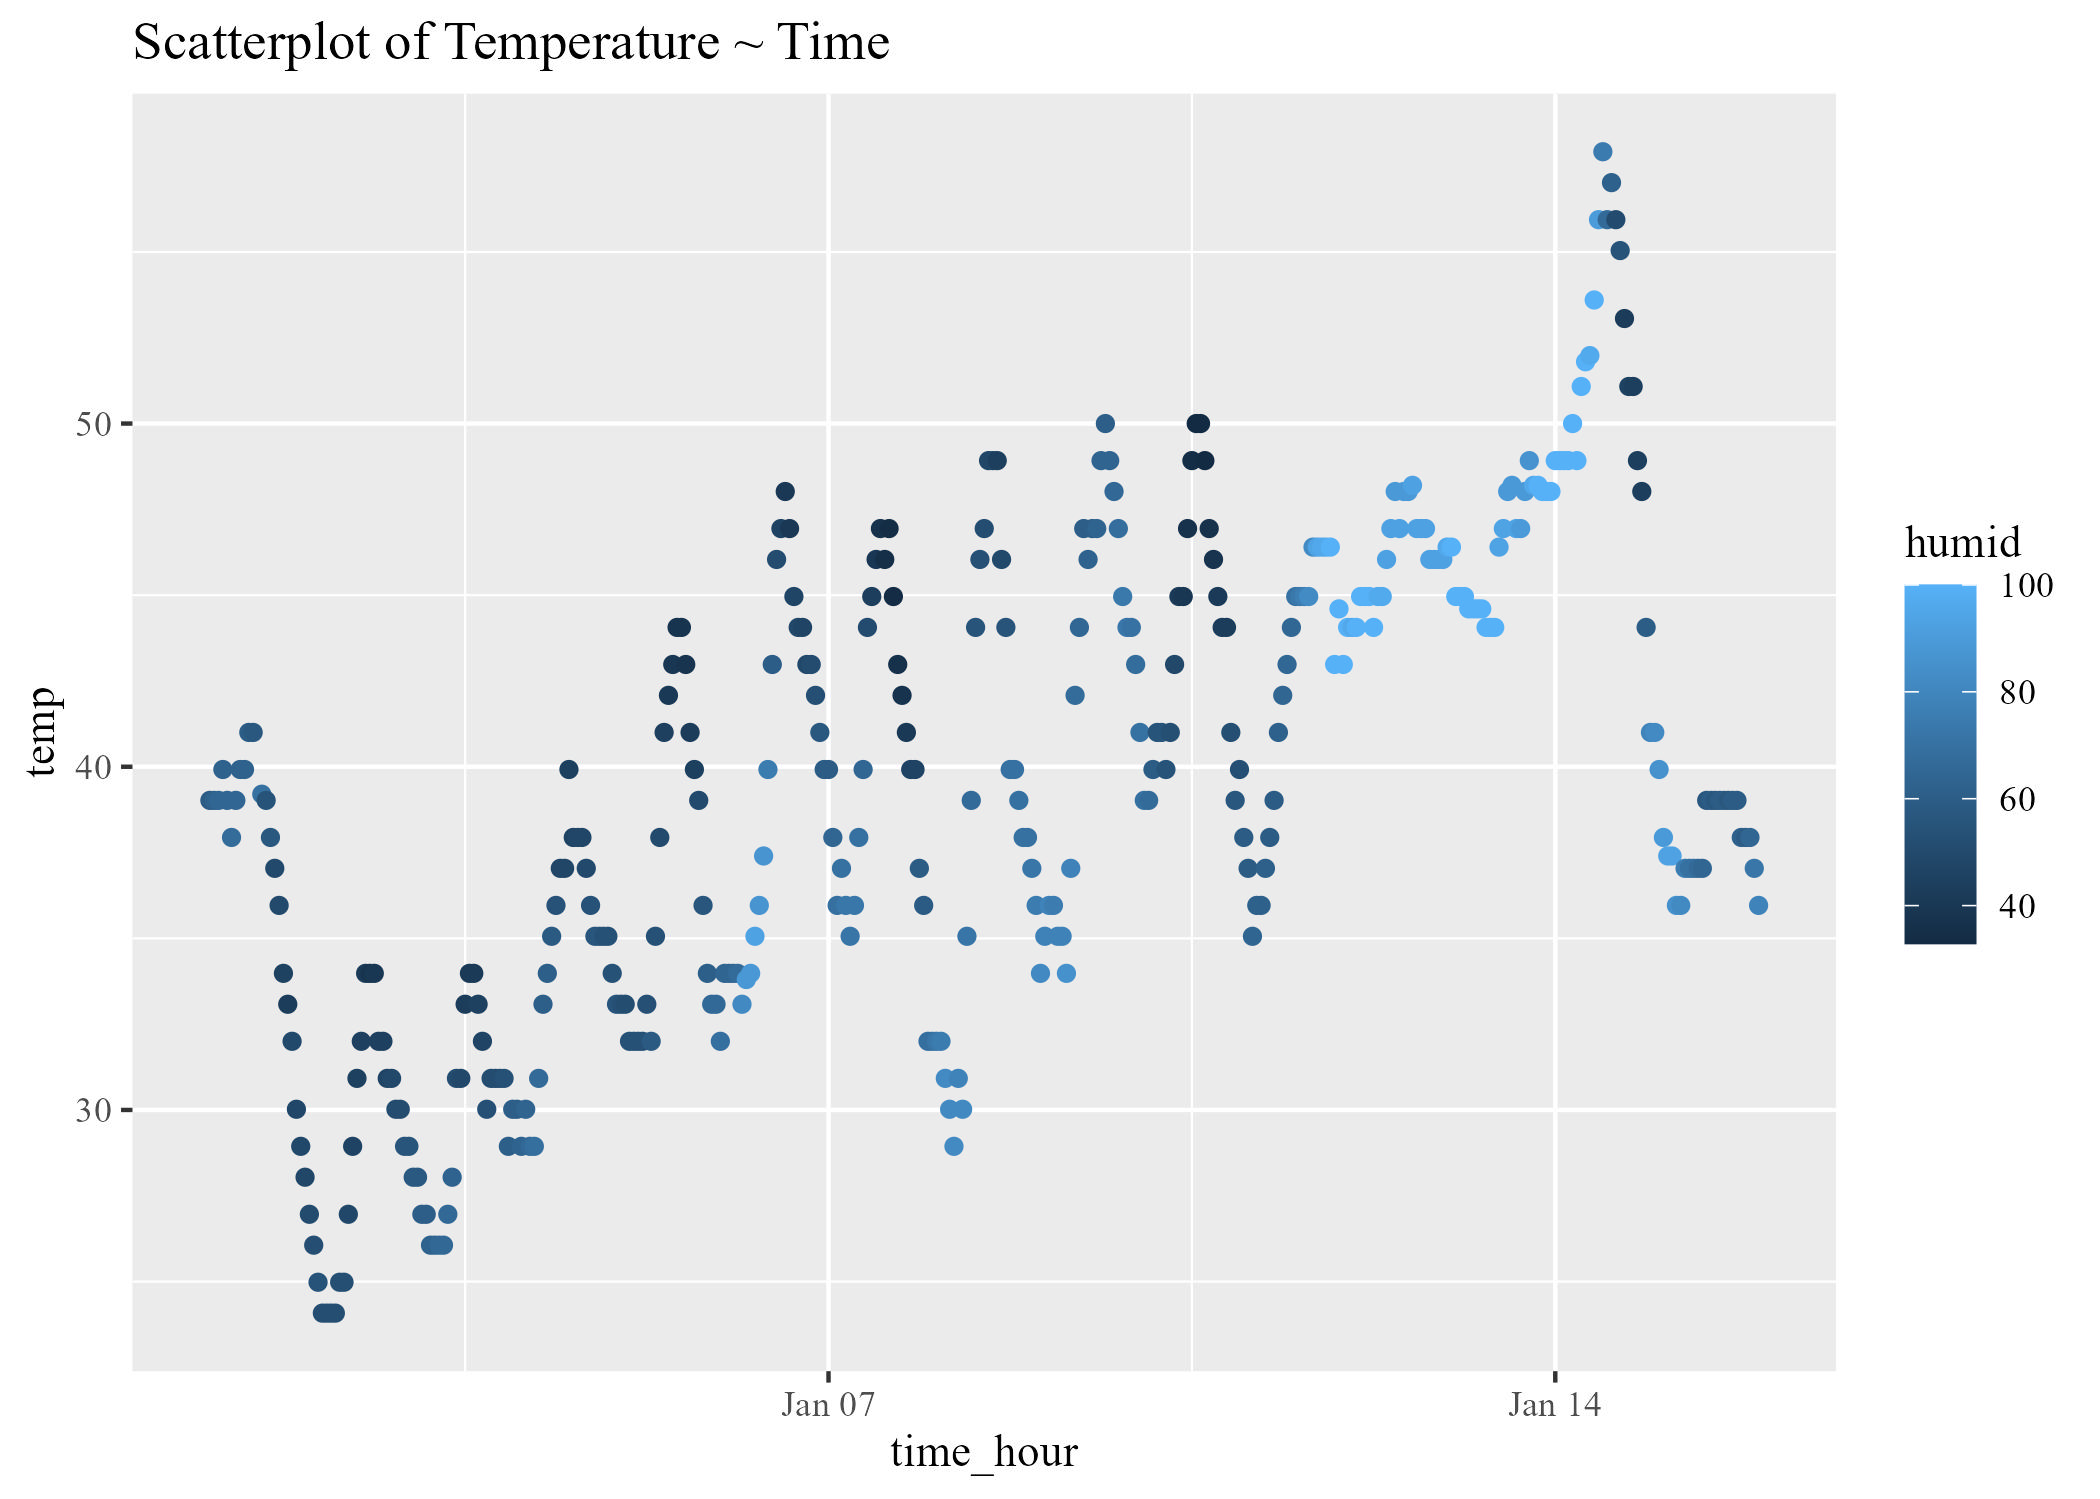 Scatterplot of Temperature ~ Time
temp
50
40
30
Jan 07
Jan 14
time_hour
humid
100
80
60
40